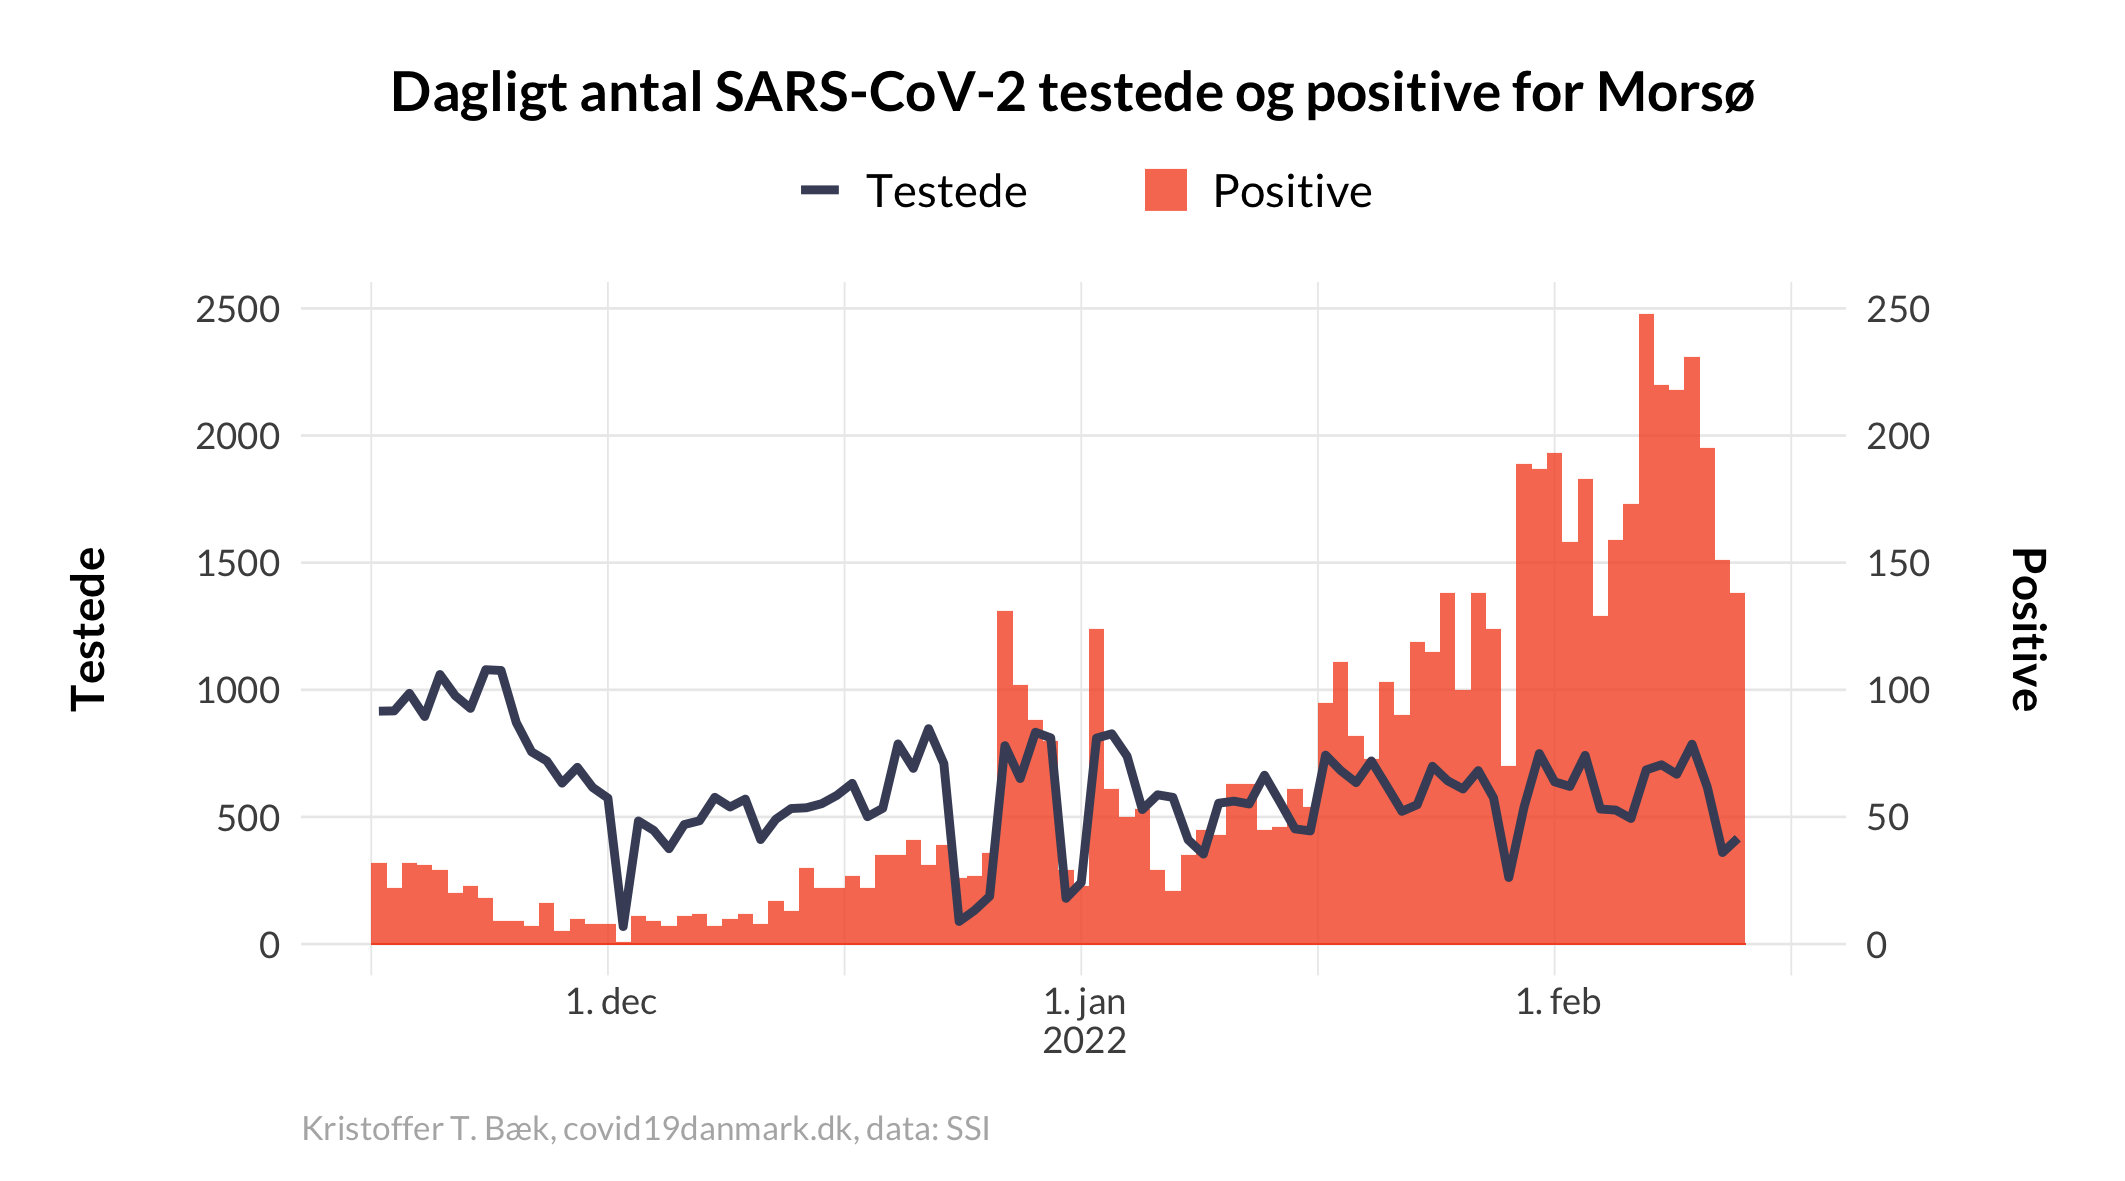 Dagligt antal SARS-CoV-2 testede og positive for Morsø
Testede
Positive
2500
2000
1500
1000
500
0
250
200
150
100
50
0
Testede
Positive
1. dec
1. jan
2022
1. feb
Kristoffer T. Bæk, covid19danmark.dk, data: SSI